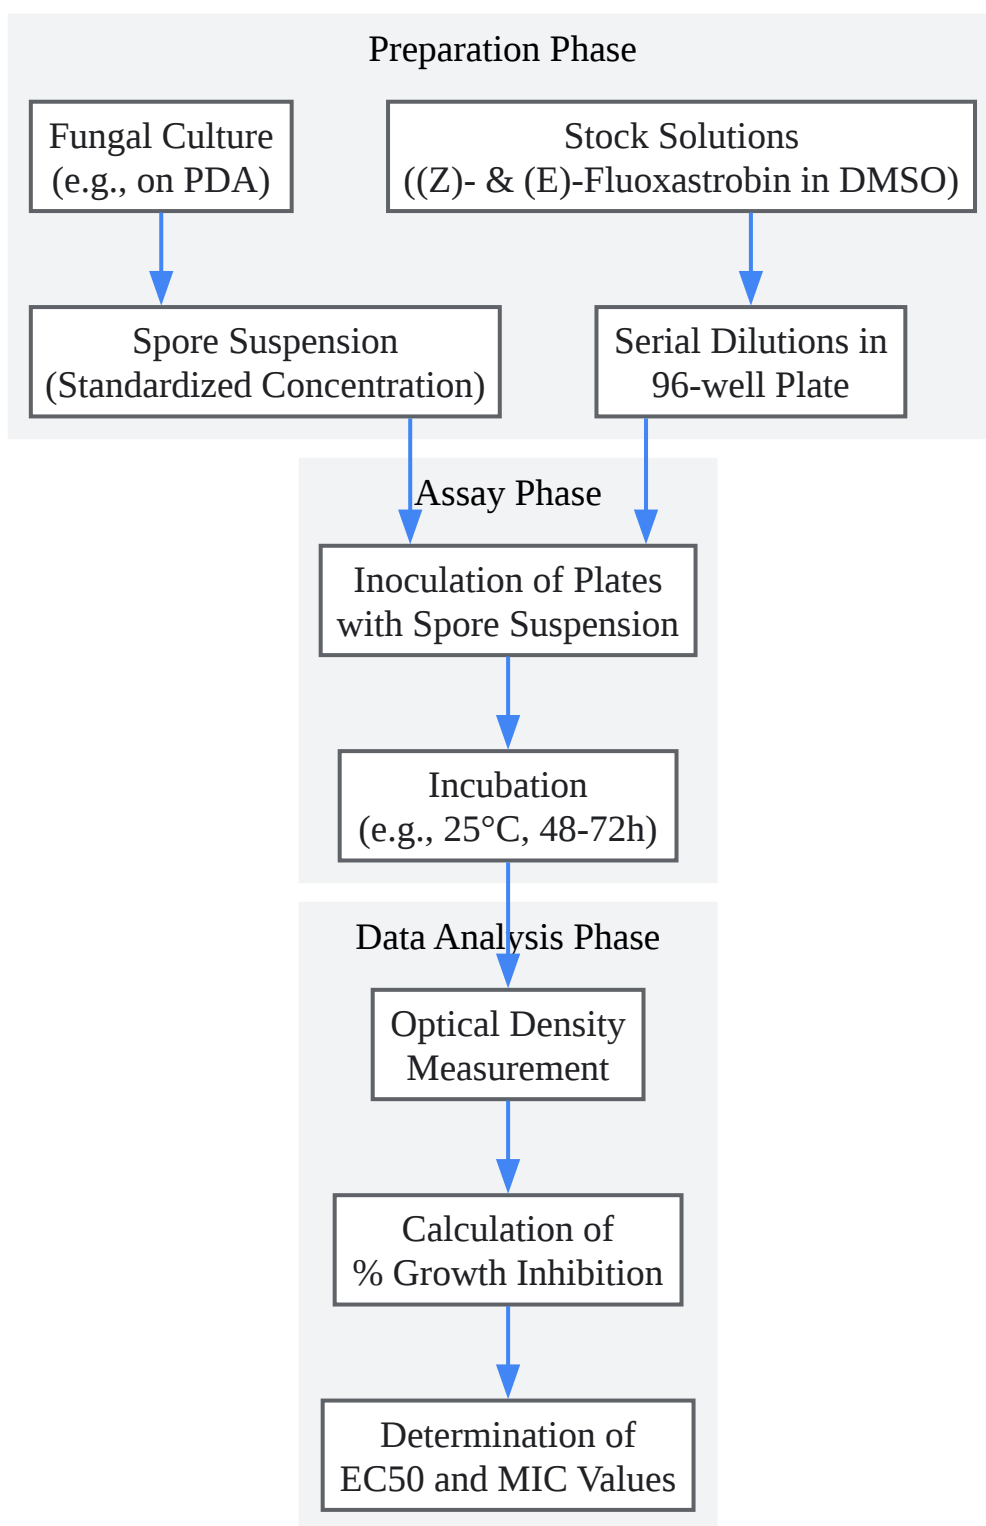 Preparation Phase
Fungal Culture
(e.g., on PDA)
Stock Solutions
((Z)- & (E)-Fluoxastrobin in DMSO)
Spore Suspension
(Standardized Concentration)
Serial Dilutions in
96-well Plate
Assay Phase
Inoculation of Plates
with Spore Suspension
Incubation
(e.g., 25°C, 48-72h)
Data Analysis Phase
Optical Density
Measurement
Calculation of
% Growth Inhibition
Determination of
EC50 and MIC Values